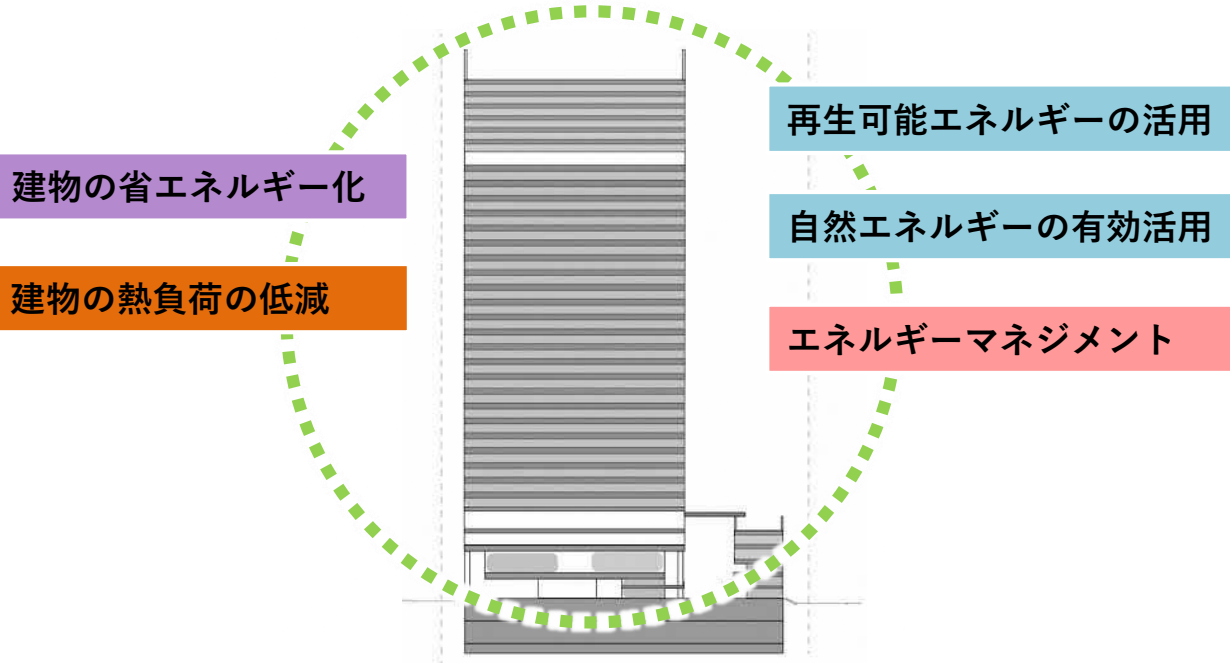 建物の省エネルギー化
建物の熱負荷の低減
再生可能エネルギーの活用
自然エネルギーの有効活用
エネルギーマネジメント